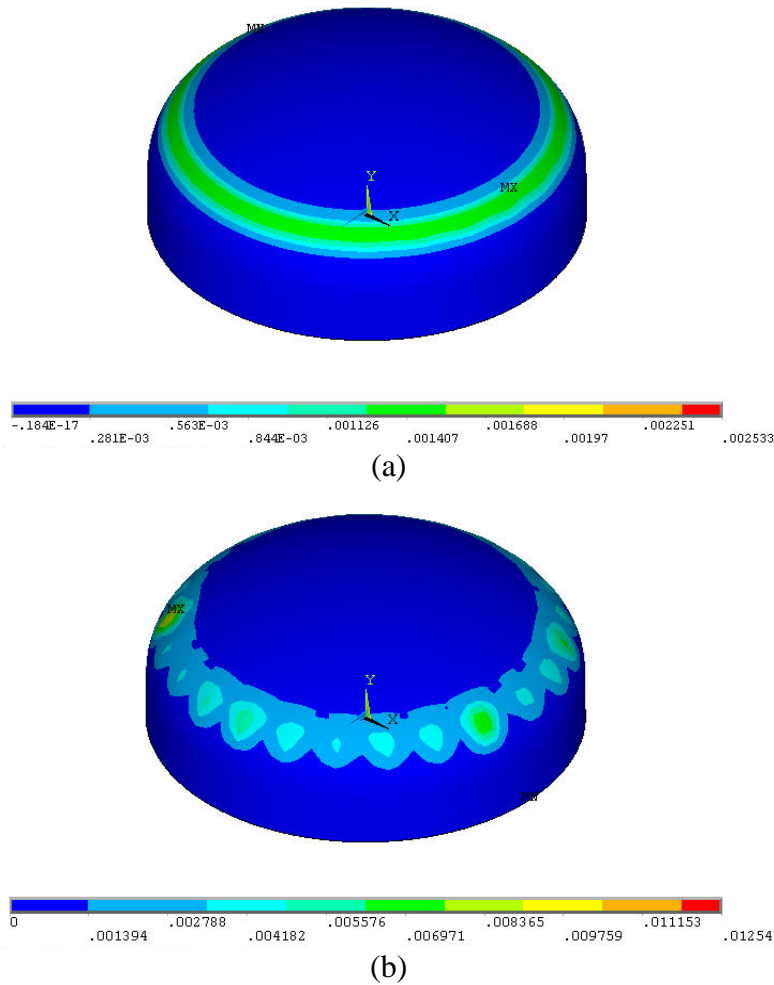 MN
MX
Y
X
-.184E-17 .563E-03 .001126 .001688 .002251
.281E-03 .844E-03 .001407 .00197 .002533
(a)
MX
Y
X
MN
0 .002788 .005576 .008365 .011153
.001394 .004182 .006971 .009759 .01254
(b)